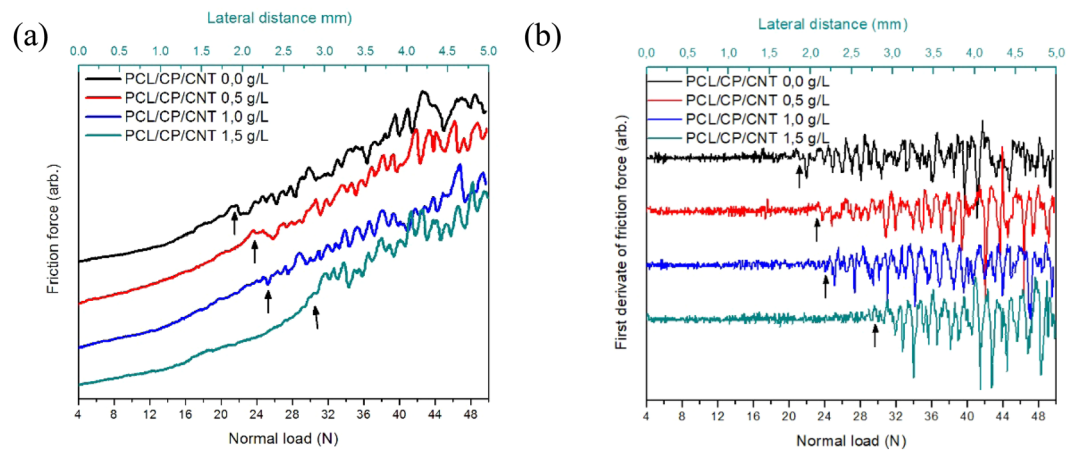 (a)
Lateral distance mm)
0.0 0.5 1.0 1.5 2.0 2.5 3.0 3.5 4.0 4.5 5.0
PCL/CP/CNT 0,0 g/L
PCL/CP/CNT 0,5 g/L
PCL/CP/CNT 1,0 g/L
PCL/CP/CNT 1,5 g/L
Friction force (arb.)
4 8 12 16 20 24 28 32 36 40 44 48
Normal load (N)
(b)
Lateral distance (mm)
0,0 0,5 1,0 1,5 2,0 2,5 3,0 3,5 4,0 4,5 5,0
PCL/CP/CNT 0,0 g/L
PCL/CP/CNT 0,5 g/L
PCL/CP/CNT 1,0 g/L
PCL/CP/CNT 1,5 g/L
First derivate of friction force (arb.)
4 8 12 16 20 24 28 32 36 40 44 48
Normal load (N)